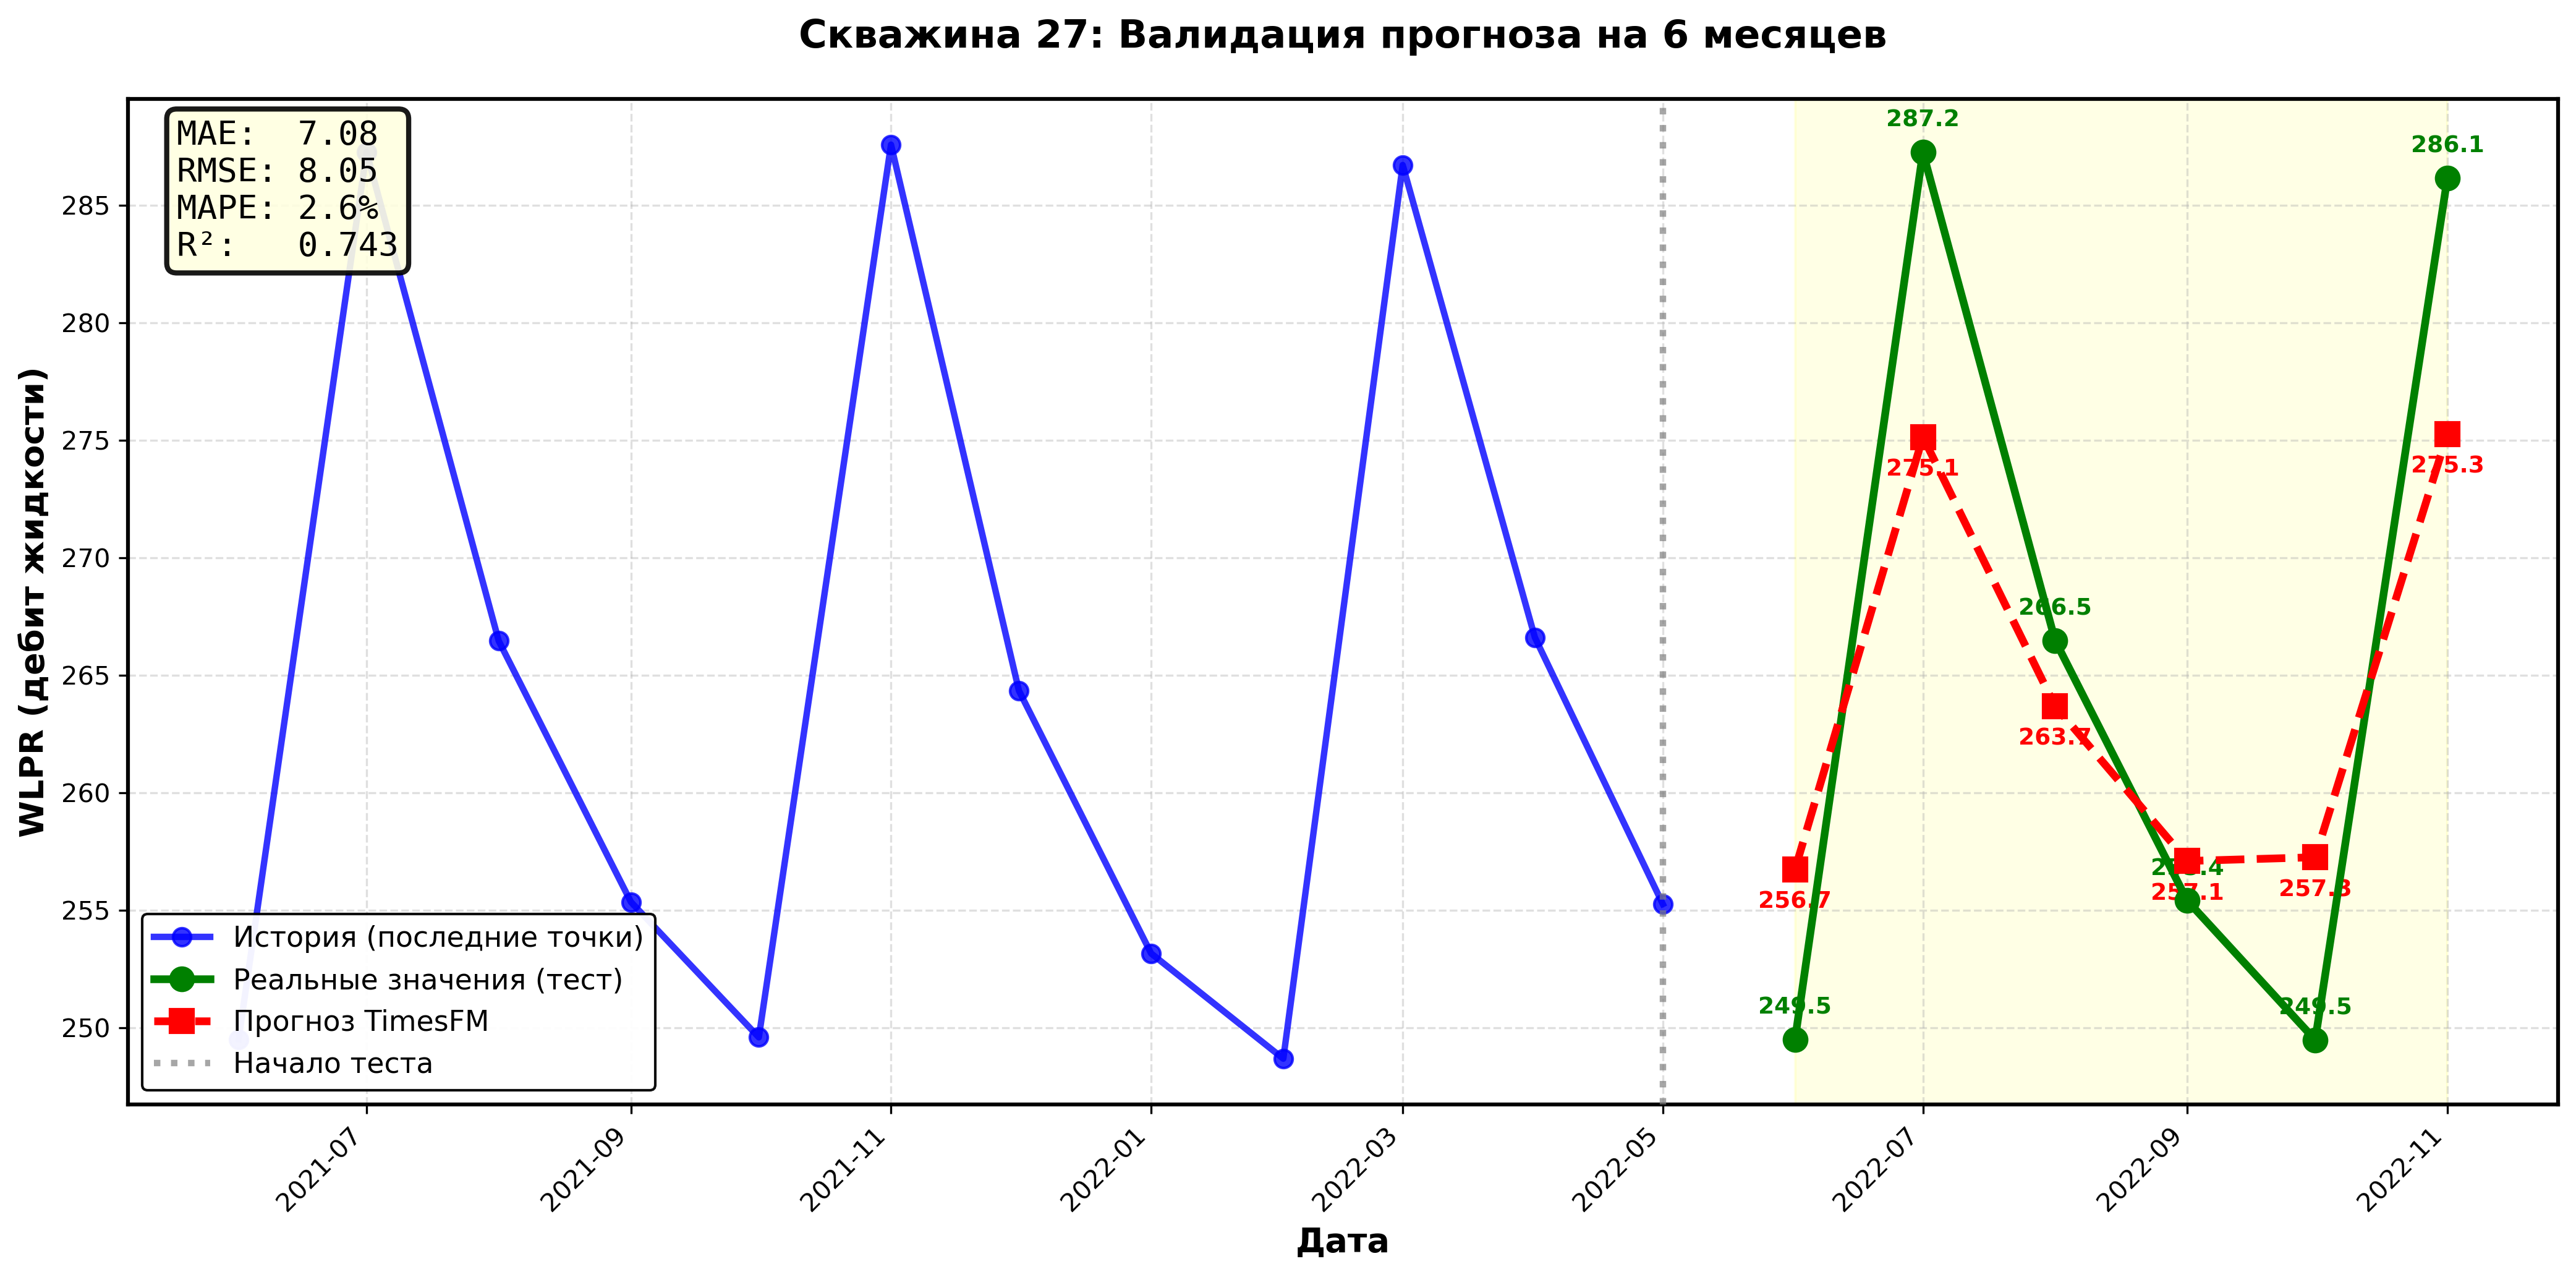 Скважина 27: Валидация прогноза на 6 месяцев
MAE: 7.08
RMSE: 8.05
MAPE: 2.6%
R²: 0.743
WLPR (дебит жидкости)
285
280
275
270
265
260
255
250
287.2
286.1
275.1
275.3
266.5
263.7
257.1
256.7
257.3
249.5
249.5
История (последние точки)
Реальные значения (тест)
Прогноз TimesFM
Начало теста
2021-07
2021-09
2021-11
2022-01
2022-03
2022-05
2022-07
2022-09
2022-11
Дата